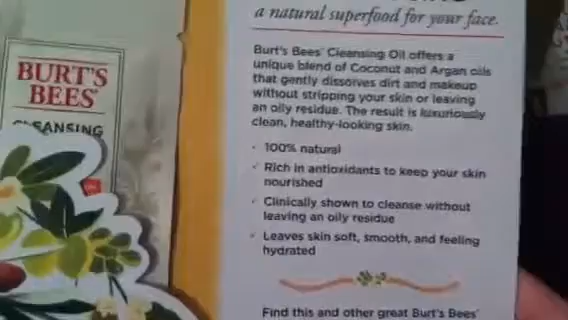 a natural superfood for your face.
Burt's Bees' Cleansing Oil offers a
unique blend of Coconut and Argan oils
that gently dissolves dirt and makeup
without stripping your skin or leaving
an oily residue. The result is luxuriously
clean, healthy-looking skin.
100% natural
Rich in antioxidants to keep your skin
nourished
Clinically shown to cleanse without
leaving an oily residue
Leaves skin soft, smooth, and feeling
hydrated
Find this and other great Burt's Bees'
BURT'S
BEES
CLEANSING